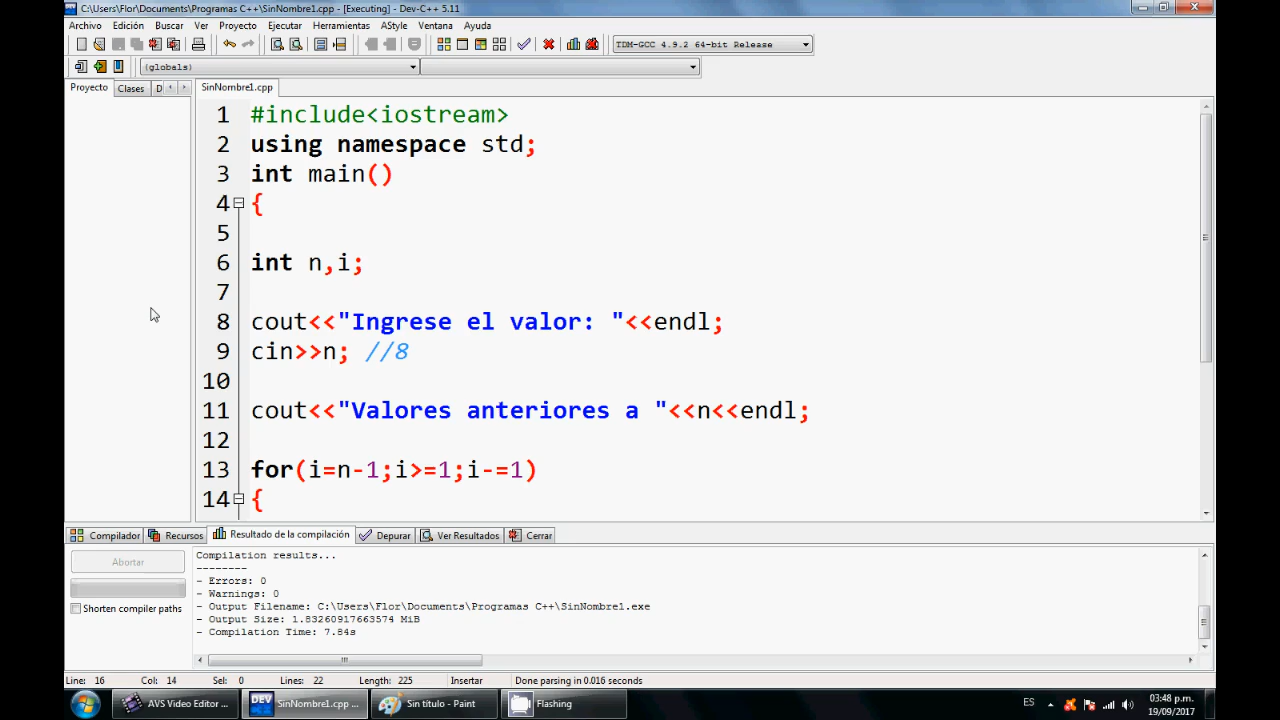 C:\Users\Flor\Documents\Programas C++\SinNombre1.cpp - [Executing] - Dev-C++ 5.11
Archivo Edición Buscar Ver Proyecto Ejecutar Herramientas AStyle Ventana Ayuda
TDM-GCC 4.9.2 64-bit Release
(globals)
Proyecto Clases D SinNombre1.cpp
1 #include<iostream>
2 using namespace std;
3 int main()
4 {
5
6 int n,i;
7
8 cout<<"Ingrese el valor: "<<endl;
9 cin>>n; //8
10
11 cout<<"Valores anteriores a "<<n<<endl;
12
13 for(i=n-1;i>=1;i-=1)
14 {
Compilador Recursos Resultado de la compilación Depurar Ver Resultados Cerrar
Abortar
Shorten compiler paths
Compilation results...
--------
- Errors: 0
- Warnings: 0
- Output Filename: C:\Users\Flor\Documents\Programas C++\SinNombre1.exe
- Output Size: 1.83260917663574 MiB
- Compilation Time: 7.84s
Line: 16 Col: 14 Sel: 0 Lines: 22 Length: 225 Insertar Done parsing in 0.016 seconds
AVS Video Editor ... DEV SinNombre1.cpp ... Sin título - Paint Flashing ES 03:48 p.m.
19/09/2017